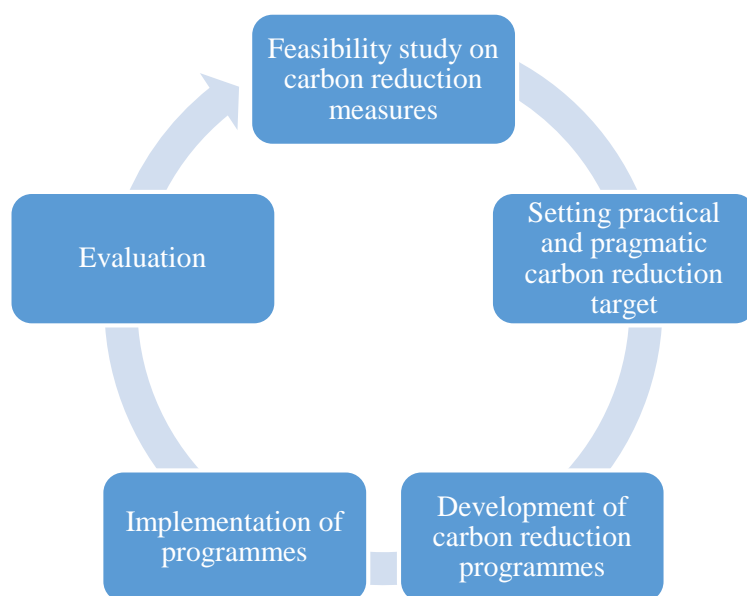 Feasibility study on
carbon reduction
measures
Setting practical
and pragmatic
carbon reduction
target
Development of
carbon reduction
programmes
Implementation of
programmes
Evaluation